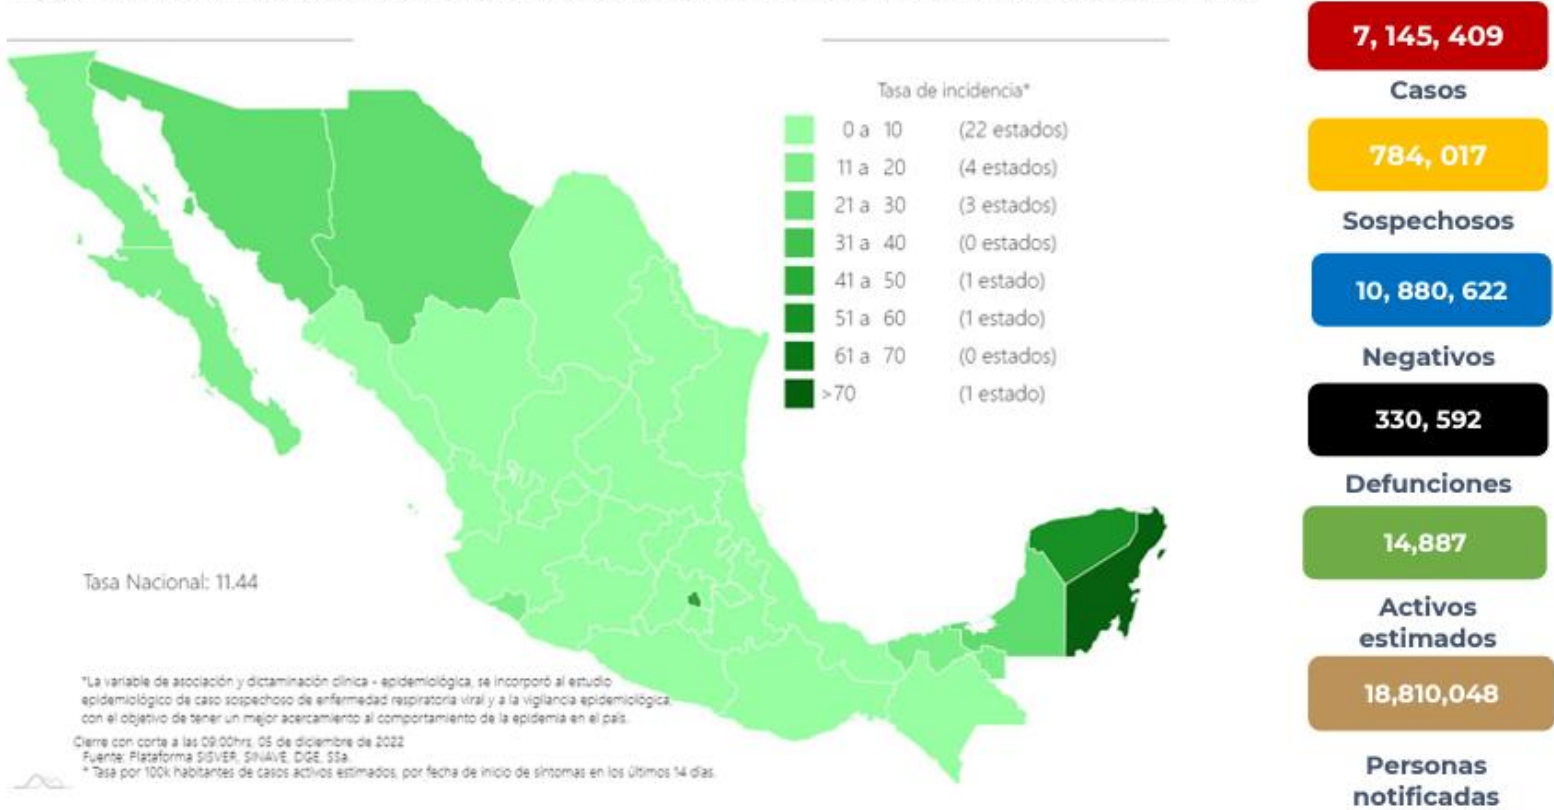 Tasa de incidencia*
0 a 10 (22 estados)
11 a 20 (4 estados)
21 a 30 (3 estados)
31 a 40 (0 estados)
41 a 50 (1 estado)
51 a 60 (1 estado)
61 a 70 (0 estados)
>70 (1 estado)
Tasa Nacional: 11.44
*La variable de asociación y dictaminación clínica - epidemiológica, se incorporó al estudio
epidemiológico de caso sospechoso de enfermedad respiratoria viral y a la vigilancia epidemiológica,
con el objetivo de tener un mejor acercamiento al comportamiento de la epidemia en el país.
Cierre con corte a las 09:00hrs, 05 de diciembre de 2022
Fuente: Plataforma SISVER, SINAVE, DGE, SSa.
* Tasa por 100k habitantes de casos activos estimados, por fecha de inicio de síntomas en los últimos 14 días.
7, 145, 409
Casos
784, 017
Sospechosos
10, 880, 622
Negativos
330, 592
Defunciones
14,887
Activos
estimados
18,810,048
Personas
notificadas